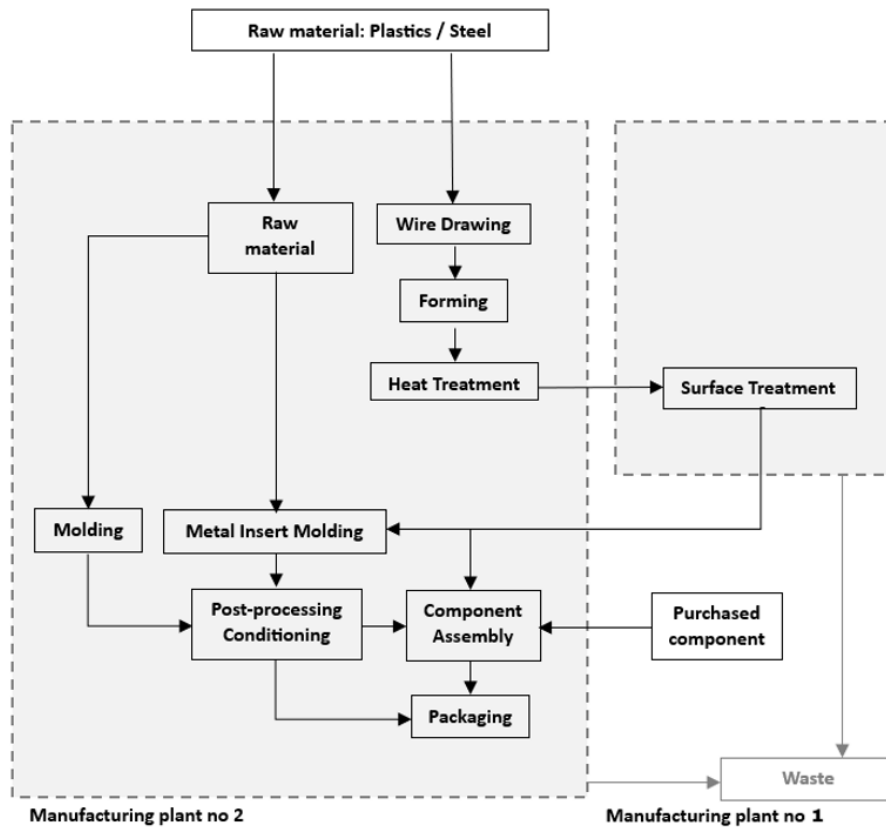 Raw material: Plastics / Steel
Raw
material
Wire Drawing
Forming
Heat Treatment
Surface Treatment
Molding
Metal Insert Molding
Post-processing
Conditioning
Component
Assembly
Purchased
component
Packaging
Waste
Manufacturing plant no 2
Manufacturing plant no 1